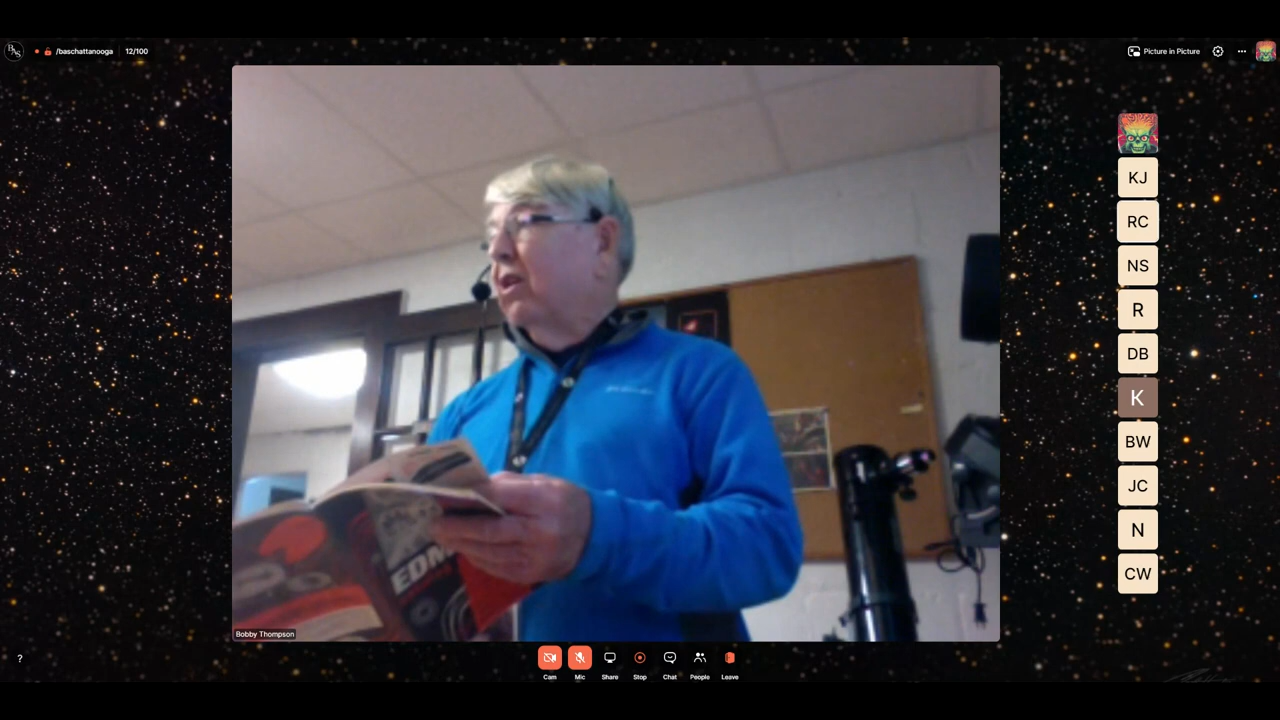 BAS
/baschattanooga
12/100
Picture in Picture
KJ
RC
NS
R
DB
K
BW
JC
N
CW
EDM
Bobby Thompson
?
Cam
Mic
Share
Stop
Chat
People
Leave